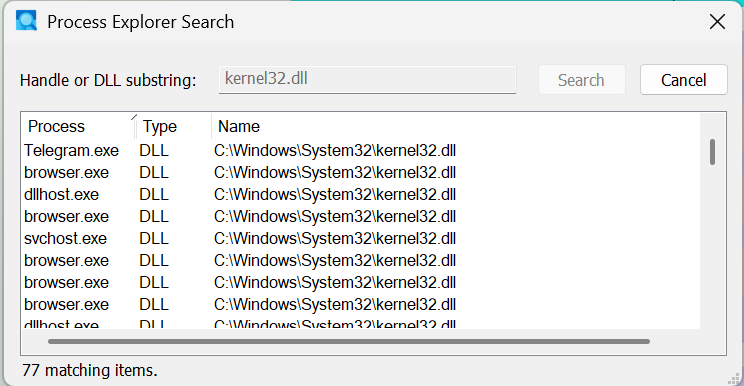 Process Explorer Search
Handle or DLL substring: kernel32.dll Search Cancel
Process Type Name
Telegram.exe DLL C:\Windows\System32\kernel32.dll
browser.exe DLL C:\Windows\System32\kernel32.dll
dllhost.exe DLL C:\Windows\System32\kernel32.dll
browser.exe DLL C:\Windows\System32\kernel32.dll
svchost.exe DLL C:\Windows\System32\kernel32.dll
browser.exe DLL C:\Windows\System32\kernel32.dll
browser.exe DLL C:\Windows\System32\kernel32.dll
browser.exe DLL C:\Windows\System32\kernel32.dll
dllhost.exe DLL C:\Windows\System32\kernel32.dll
77 matching items.